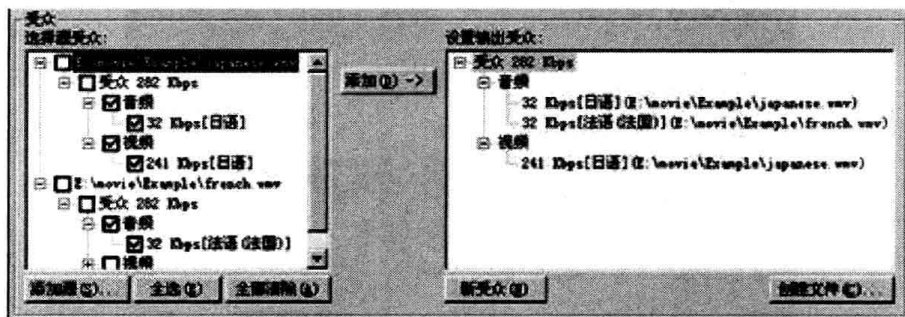 受众
选择源受众:
E:\movie\Example\japanese.wmv
受众 282 Kbps
音频
32 Kbps[日语]
视频
241 Kbps[日语]
E:\movie\Example\french.wmv
受众 282 Kbps
音频
32 Kbps[法语(法国)]
视频
添加源(S)...
全选(E)
全部清除(A)
添加(D) ->
设置输出受众:
受众 282 Kbps
音频
32 Kbps[日语](E:\movie\Example\japanese.wmv)
32 Kbps[法语(法国)](E:\movie\Example\french.wmv)
视频
241 Kbps[日语](E:\movie\Example\japanese.wmv)
新受众(N)
创建文件(C)...